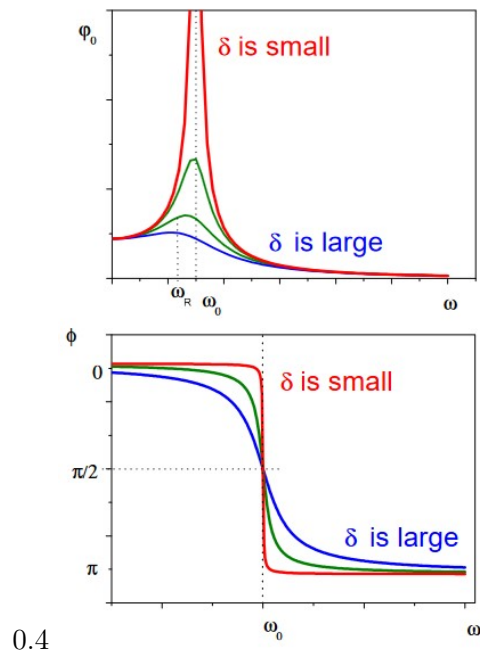 φ₀
δ is small
δ is large
ω_R ω₀ ω
ϕ
0
δ is small
π/2
δ is large
π
ω₀ ω
0.4